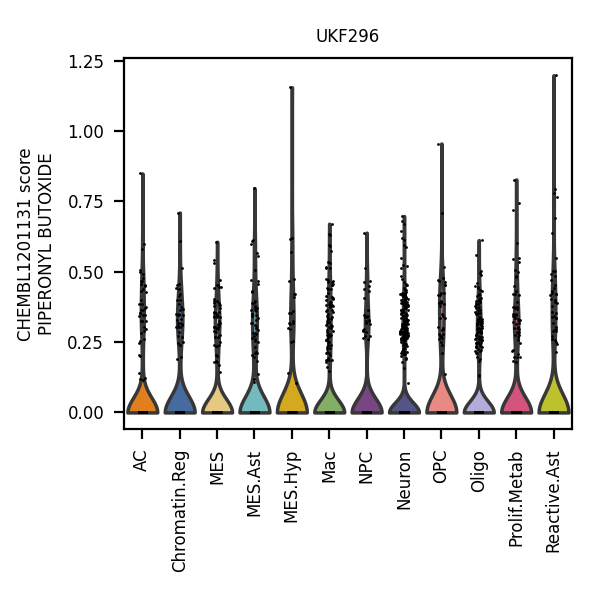 UKF296
CHEMBL1201131 score
PIPERONYL BUTOXIDE
1.25
1.00
0.75
0.50
0.25
0.00
AC
Chromatin.Reg
MES
MES.Ast
MES.Hyp
Mac
NPC
Neuron
OPC
Oligo
Prolif.Metab
Reactive.Ast